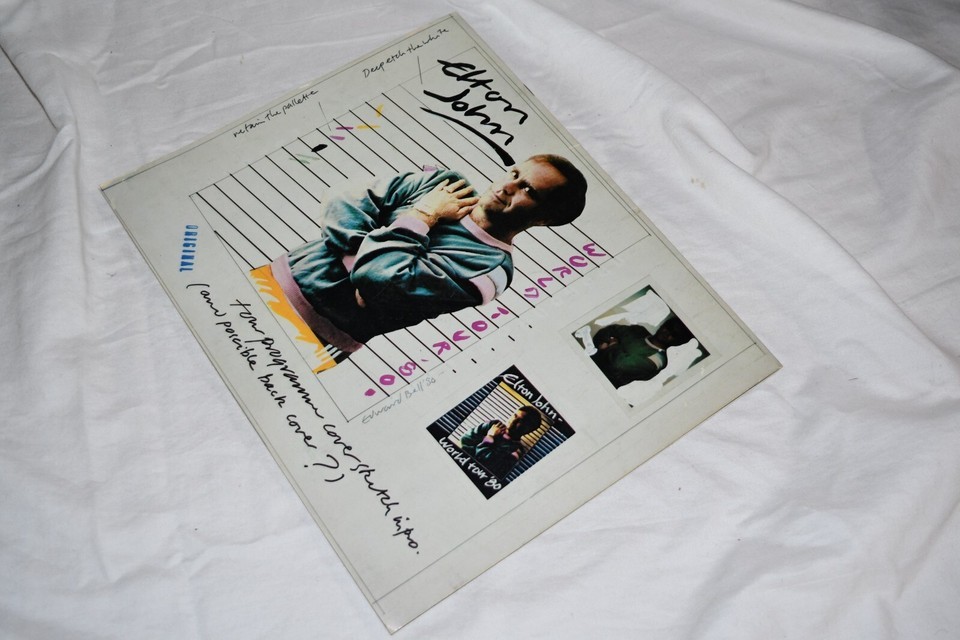 Deep etch the white
retain the pallette
Elton
John
ORIGINAL
WORLD TOUR '80
Edward Bell '80
Elton John.
World tour '80
tour programme cover sketch
(and possible back cover?)